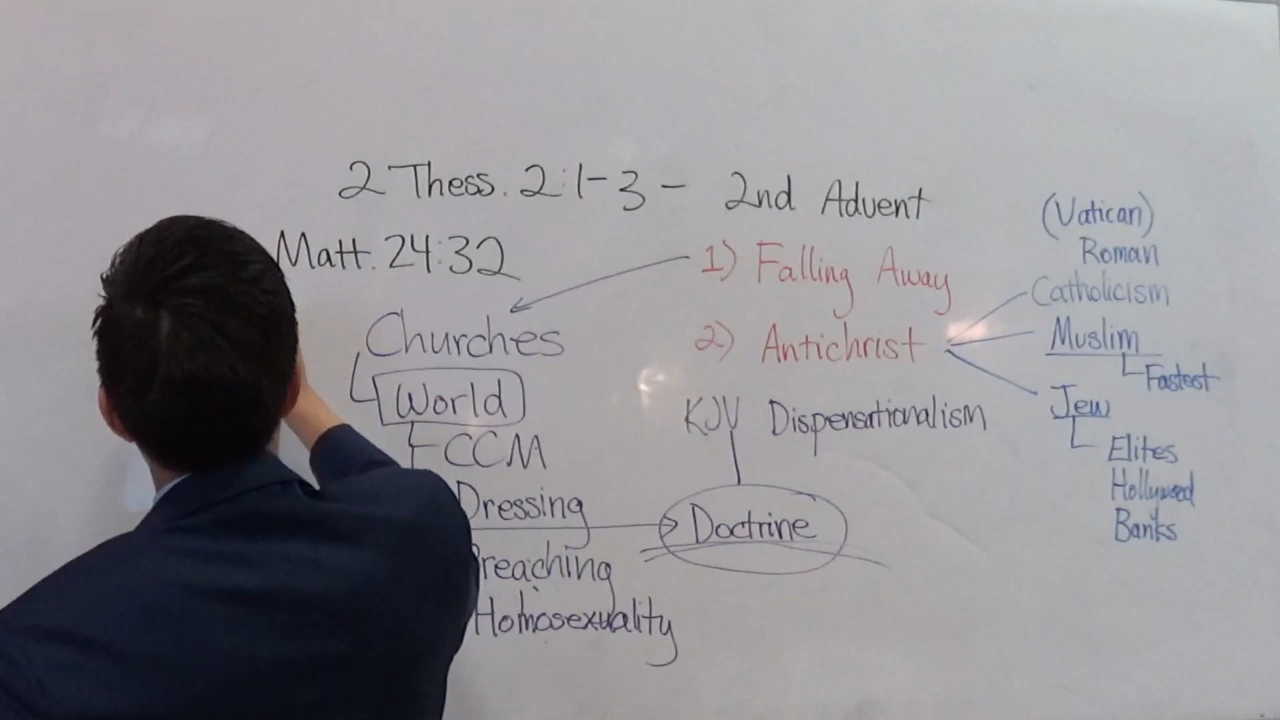 2 Thess. 2:1-3 - 2nd Advent
Matt. 24:32
1) Falling Away
2) Antichrist
Churches
World
CCM
Dressing
Preaching
Homosexuality
KJV Dispensationalism
Doctrine
(Vatican)
Roman
Catholicism
Muslim
Fastest
Jew
Elites
Hollywood
Banks